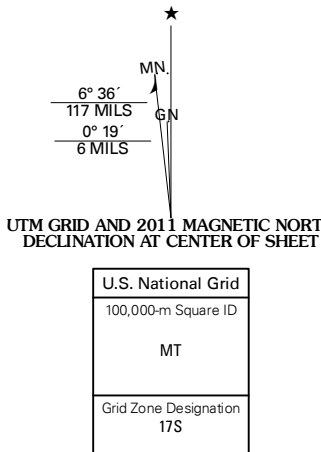 ★
MN.
6° 36´
117 MILS
GN
0° 19´
6 MILS
UTM GRID AND 2011 MAGNETIC NORT
DECLINATION AT CENTER OF SHEET
U.S. National Grid
100,000-m Square ID
MT
Grid Zone Designation
17S